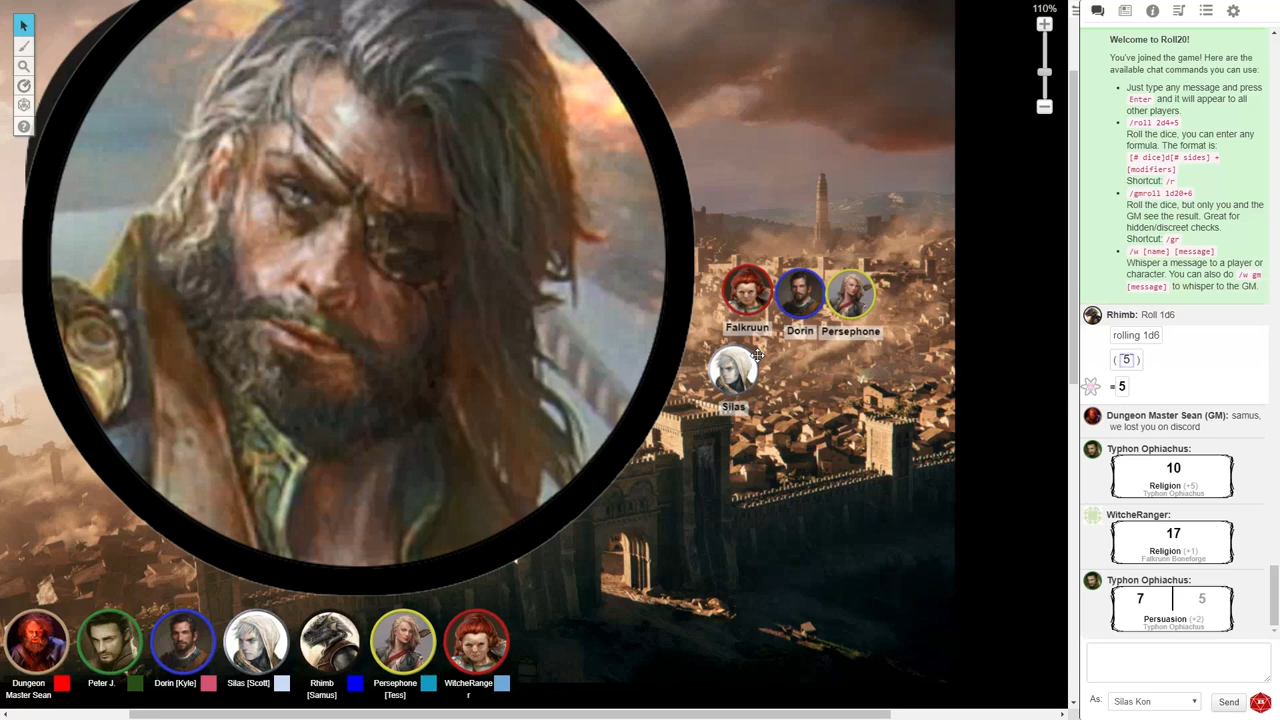 110%
Falkruun
Dorin
Persephone
Silas
Dungeon
Master Sean
Peter J.
Dorin [Kyle]
Silas [Scott]
Rhimb
[Samus]
Persephone
[Tess]
WitcheRange
r
Welcome to Roll20!
You've joined the game! Here are the
available chat commands you can use:
Just type any message and press
Enter and it will appear to all
other players.
/roll 2d4+5
Roll the dice, you can enter any
formula. The format is:
[# dice]d[# sides] +
[modifiers]
Shortcut: /r
/gmroll 1d20+6
Roll the dice, but only you and the
GM see the result. Great for
hidden/discreet checks.
Shortcut: /gr
/w [name] [message]
Whisper a message to a player or
character. You can also do /w gm
[message] to whisper to the GM.
Rhimb: Roll 1d6
rolling 1d6
(5)
=5
Dungeon Master Sean (GM): samus,
we lost you on discord
Typhon Ophiachus:
10
Religion (+5)
Typhon Ophiachus
WitcheRanger:
17
Religion (+1)
Falkrunn Boneforge
Typhon Ophiachus:
7 5
Persuasion (+2)
Typhon Ophiachus
As: Silas Kon Send